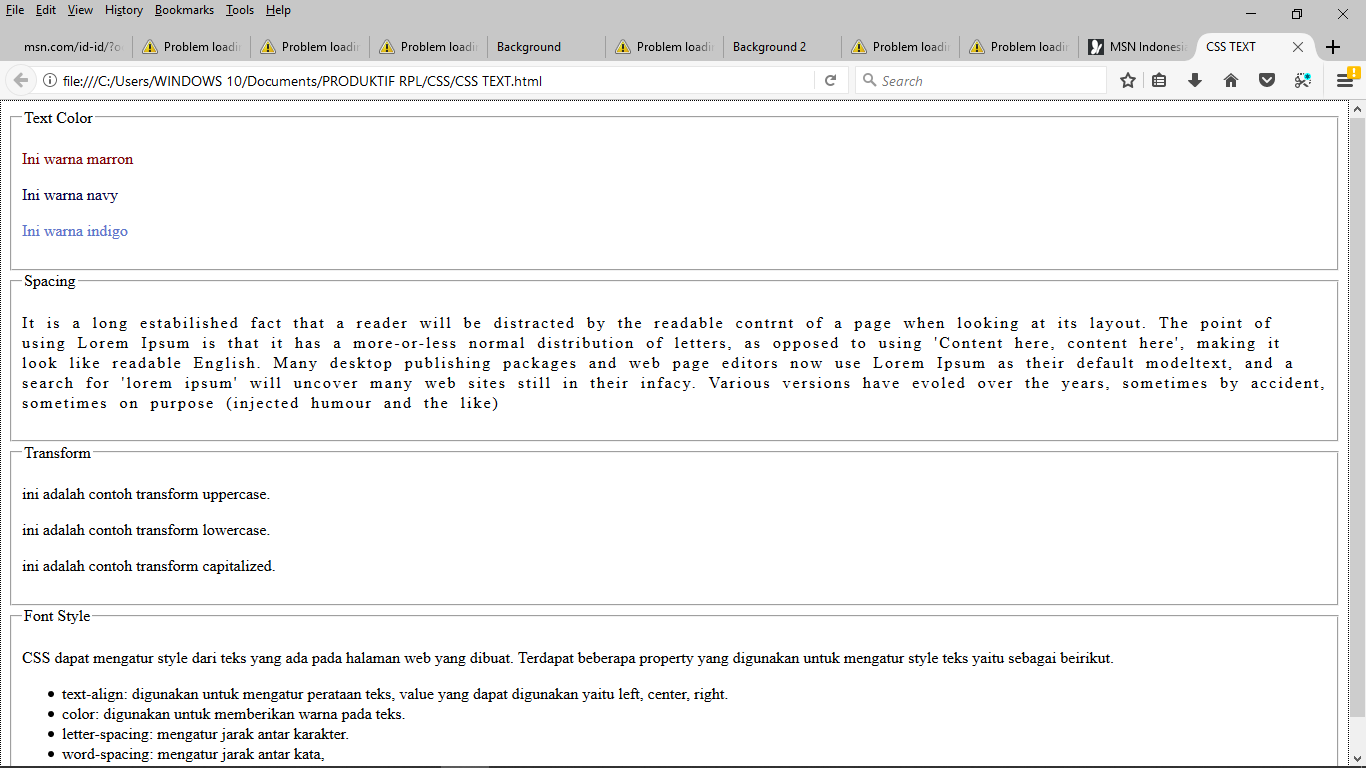 File Edit View History Bookmarks Tools Help
msn.com/id-id/?o Problem loadin Problem loadin Problem loadin Background Problem loadin Background 2 Problem loadin Problem loadin MSN Indonesia CSS TEXT
file:///C:/Users/WINDOWS 10/Documents/PRODUKTIF RPL/CSS/CSS TEXT.html Search
Text Color
Ini warna marron
Ini warna navy
Ini warna indigo
Spacing
It is a long estabilished fact that a reader will be distracted by the readable contrnt of a page when looking at its layout. The point of
using Lorem Ipsum is that it has a more-or-less normal distribution of letters, as opposed to using 'Content here, content here', making it
look like readable English. Many desktop publishing packages and web page editors now use Lorem Ipsum as their default modeltext, and a
search for 'lorem ipsum' will uncover many web sites still in their infacy. Various versions have evoled over the years, sometimes by accident,
sometimes on purpose (injected humour and the like)
Transform
ini adalah contoh transform uppercase.
ini adalah contoh transform lowercase.
ini adalah contoh transform capitalized.
Font Style
CSS dapat mengatur style dari teks yang ada pada halaman web yang dibuat. Terdapat beberapa property yang digunakan untuk mengatur style teks yaitu sebagai beirikut.
• text-align: digunakan untuk mengatur perataan teks, value yang dapat digunakan yaitu left, center, right.
• color: digunakan untuk memberikan warna pada teks.
• letter-spacing: mengatur jarak antar karakter.
• word-spacing: mengatur jarak antar kata,